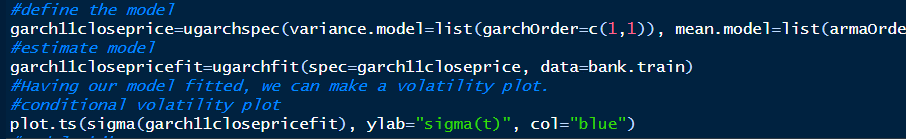 #define the model
garch11closeprice=ugarchspec(variance.model=list(garchOrder=c(1,1)), mean.model=list(armaOrde
#estimate model
garch11closepricefit=ugarchfit(spec=garch11closeprice, data=bank.train)
#Having our model fitted, we can make a volatility plot.
#conditional volatility plot
plot.ts(sigma(garch11closepricefit), ylab="sigma(t)", col="blue")